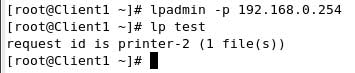 [root@Client1 ~]# lpadmin -p 192.168.0.254
[root@Client1 ~]# lp test
request id is printer-2 (1 file(s))
[root@Client1 ~]#